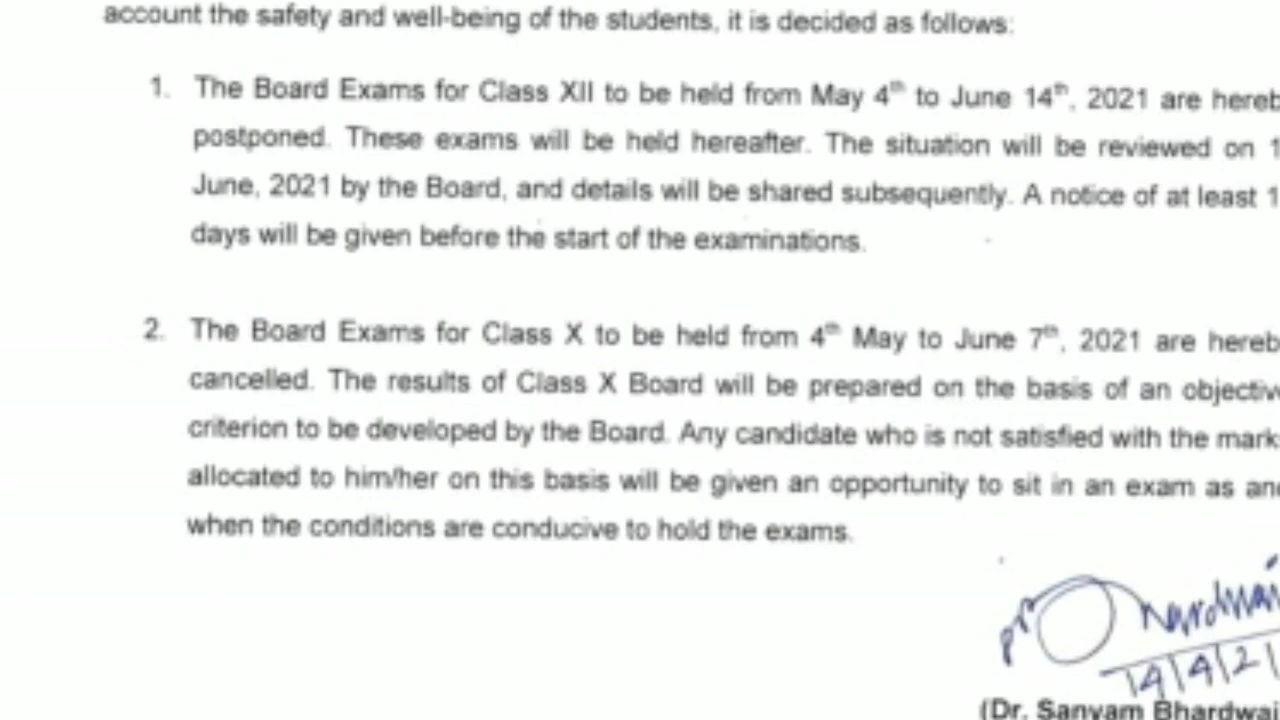 account the safety and well-being of the students, it is decided as follows:
1. The Board Exams for Class XII to be held from May 4th to June 14th, 2021 are hereb
postponed. These exams will be held hereafter. The situation will be reviewed on 1
June, 2021 by the Board, and details will be shared subsequently. A notice of at least 1
days will be given before the start of the examinations.
2. The Board Exams for Class X to be held from 4th May to June 7th, 2021 are hereb
cancelled. The results of Class X Board will be prepared on the basis of an objectiv
criterion to be developed by the Board. Any candidate who is not satisfied with the mark
allocated to him/her on this basis will be given an opportunity to sit in an exam as an
when the conditions are conducive to hold the exams.
14/4/21
(Dr. Sanyam Bhardwaj